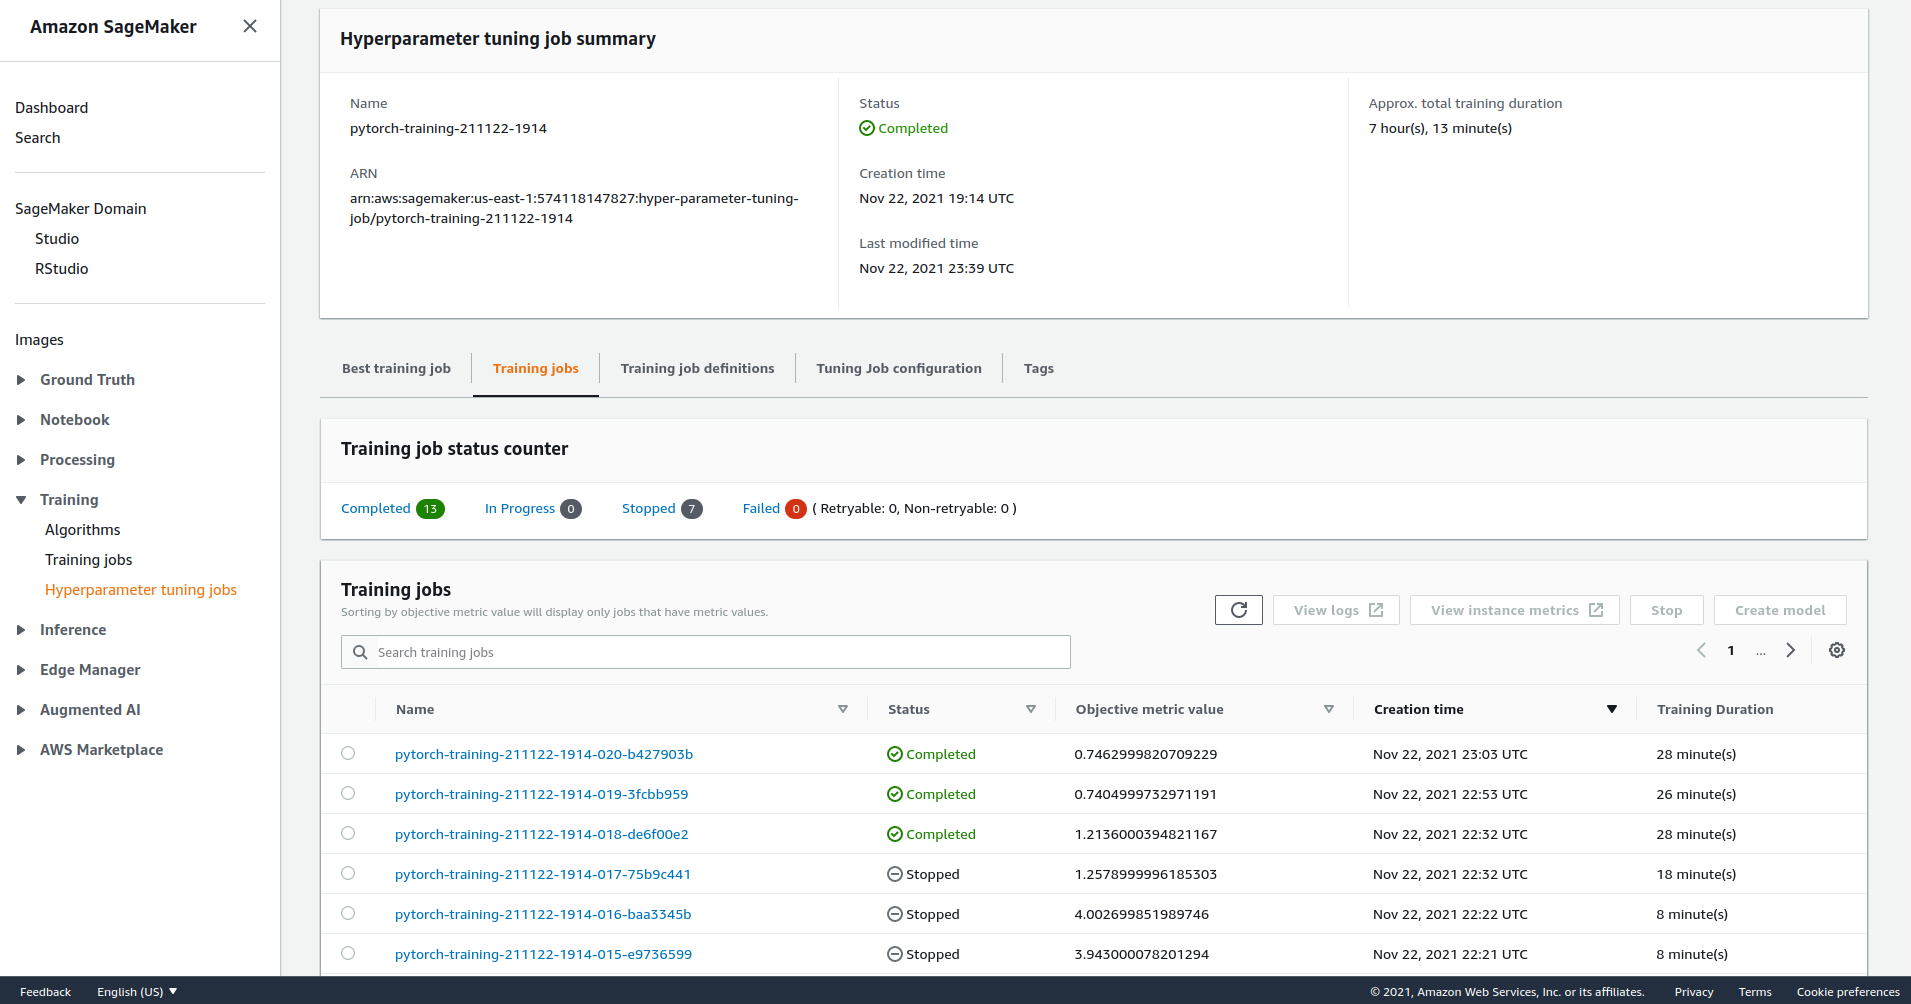 Amazon SageMaker
Dashboard
Search
SageMaker Domain
Studio
RStudio
Images
Ground Truth
Notebook
Processing
Training
Algorithms
Training jobs
Hyperparameter tuning jobs
Inference
Edge Manager
Augmented AI
AWS Marketplace
Hyperparameter tuning job summary
Name
pytorch-training-211122-1914
ARN
arn:aws:sagemaker:us-east-1:574118147827:hyper-parameter-tuning-
job/pytorch-training-211122-1914
Status
Completed
Creation time
Nov 22, 2021 19:14 UTC
Last modified time
Nov 22, 2021 23:39 UTC
Approx. total training duration
7 hour(s), 13 minute(s)
Best training job Training jobs Training job definitions Tuning Job configuration Tags
Training job status counter
Completed 13 In Progress 0 Stopped 7 Failed 0 ( Retryable: 0, Non-retryable: 0 )
Training jobs
Sorting by objective metric value will display only jobs that have metric values.
View logs View instance metrics Stop Create model
Search training jobs
1 ...
Name Status Objective metric value Creation time Training Duration
pytorch-training-211122-1914-020-b427903b Completed 0.7462999820709229 Nov 22, 2021 23:03 UTC 28 minute(s)
pytorch-training-211122-1914-019-3fcbb959 Completed 0.7404999732971191 Nov 22, 2021 22:53 UTC 26 minute(s)
pytorch-training-211122-1914-018-de6f00e2 Completed 1.2136000394821167 Nov 22, 2021 22:32 UTC 28 minute(s)
pytorch-training-211122-1914-017-75b9c441 Stopped 1.2578999996185303 Nov 22, 2021 22:32 UTC 18 minute(s)
pytorch-training-211122-1914-016-baa3345b Stopped 4.002699851989746 Nov 22, 2021 22:22 UTC 8 minute(s)
pytorch-training-211122-1914-015-e9736599 Stopped 3.943000078201294 Nov 22, 2021 22:21 UTC 8 minute(s)
Feedback English (US) © 2021, Amazon Web Services, Inc. or its affiliates. Privacy Terms Cookie preferences